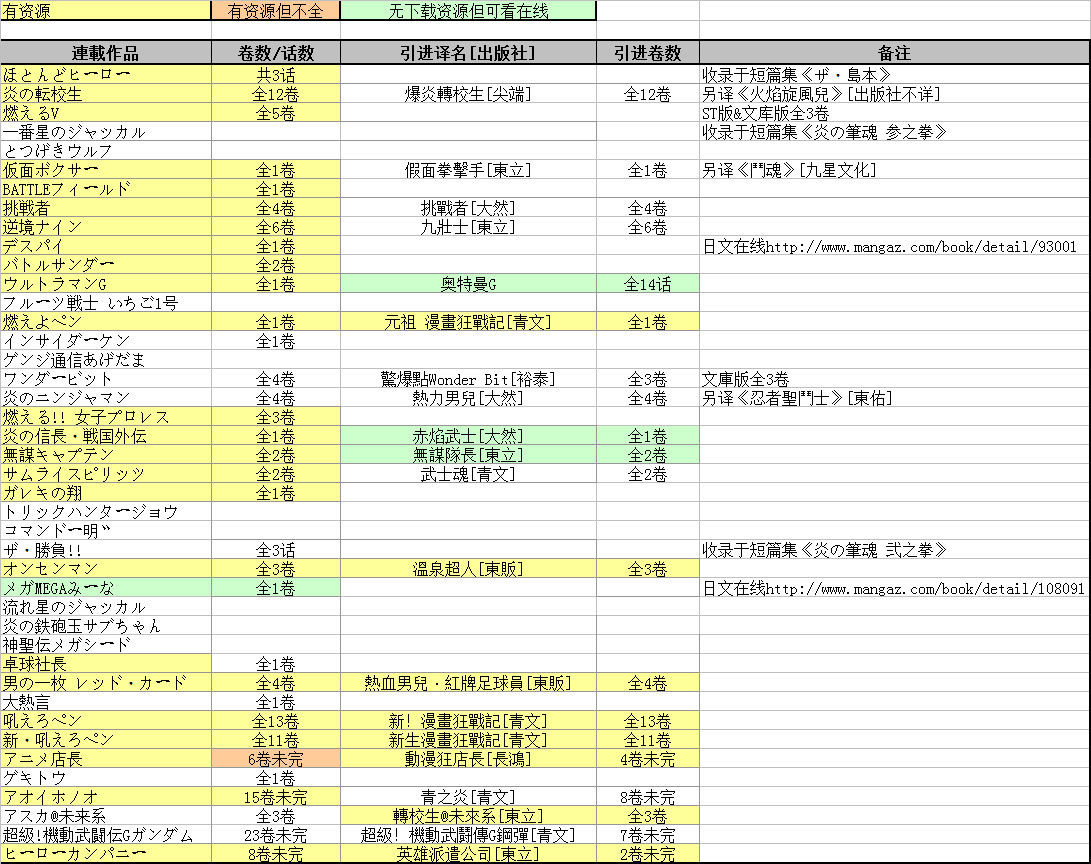 有资源 有资源但不全 无下载资源但可看在线
連載作品 卷数/话数 引进译名[出版社] 引进卷数 备注
ほとんどヒーロー 共3话 收录于短篇集《ザ・島本》
炎の転校生 全12卷 爆炎轉校生[尖端] 全12卷 另译《火焰旋風兒》[出版社不详]
燃えるV 全5卷 ST版&文库版全3卷
一番星のジャッカル 收录于短篇集《炎の筆魂 参之拳》
とつげきウルフ
仮面ボクサー 全1卷 假面拳擊手[東立] 全1卷 另译《鬥魂》[九星文化]
BATTLEフィールド 全1卷
挑戦者 全4卷 挑戰者[大然] 全4卷
逆境ナイン 全6卷 九壯士[東立] 全6卷
デスパイ 全1卷 日文在线http://www.mangaz.com/book/detail/93001
バトルサンダー 全2卷
ウルトラマンG 全1卷 奥特曼G 全14话
フルーツ戦士 いちご1号
燃えよペン 全1卷 元祖 漫畫狂戰記[青文] 全1卷
インサイダーケン 全1卷
ゲンジ通信あげだま
ワンダービット 全4卷 驚爆點Wonder Bit[裕泰] 全3卷 文庫版全3卷
炎のニンジャマン 全4卷 熱力男兒[大然] 全4卷 另译《忍者聖鬥士》[東佑]
燃える!! 女子プロレス 全3卷
炎の信長・戦国外伝 全1卷 赤焰武士[大然] 全1卷
無謀キャプテン 全2卷 無謀隊長[東立] 全2卷
サムライスピリッツ 全2卷 武士魂[青文] 全2卷
ガレキの翔 全1卷
トリックハンタージョウ
コマンドー明〝
ザ・勝負!! 全3话 收录于短篇集《炎の筆魂 弐之拳》
オンセンマン 全3卷 溫泉超人[東販] 全3卷
メガMEGAみーな 全1卷 日文在线http://www.mangaz.com/book/detail/108091
流れ星のジャッカル
炎の鉄砲玉サブちゃん
神聖伝メガシード
卓球社長 全1卷
男の一枚 レッド・カード 全4卷 熱血男兒・紅牌足球員[東販] 全4卷
大熱言 全1卷
吼えろペン 全13卷 新! 漫畫狂戰記[青文] 全13卷
新・吼えろペン 全11卷 新生漫畫狂戰記[青文] 全11卷
アニメ店長 6卷未完 動漫狂店長[長鴻] 4卷未完
ゲキトウ 全1卷
アオイホノオ 15卷未完 青之炎[青文] 8卷未完
アスカ@未来系 全3卷 轉校生@未來系[東立] 全3卷
超級!機動武闘伝Gガンダム 23卷未完 超級! 機動武鬪傳G鋼彈[青文] 7卷未完
ヒーローカンパニー 8卷未完 英雄派遣公司[東立] 2卷未完